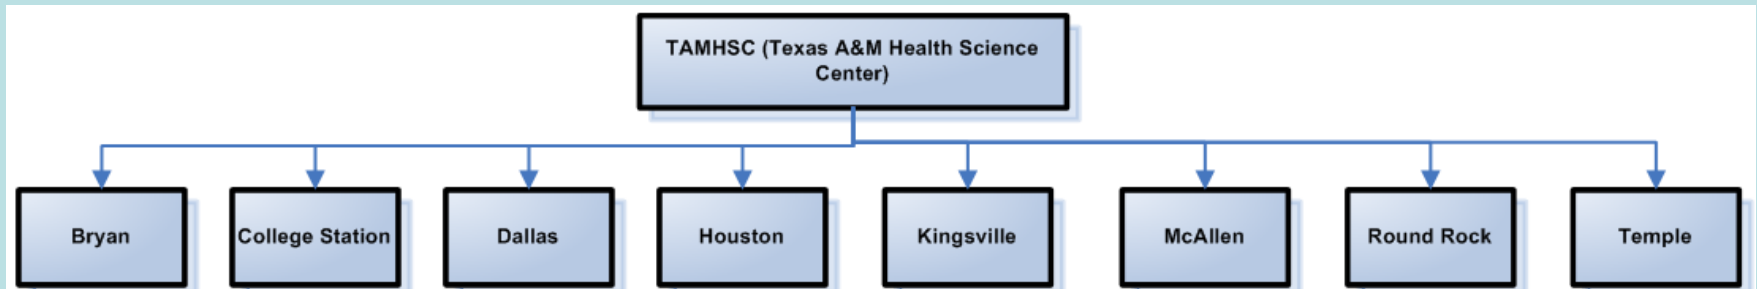 TAMHSC (Texas A&M Health Science
Center)
Bryan
College Station
Dallas
Houston
Kingsville
McAllen
Round Rock
Temple